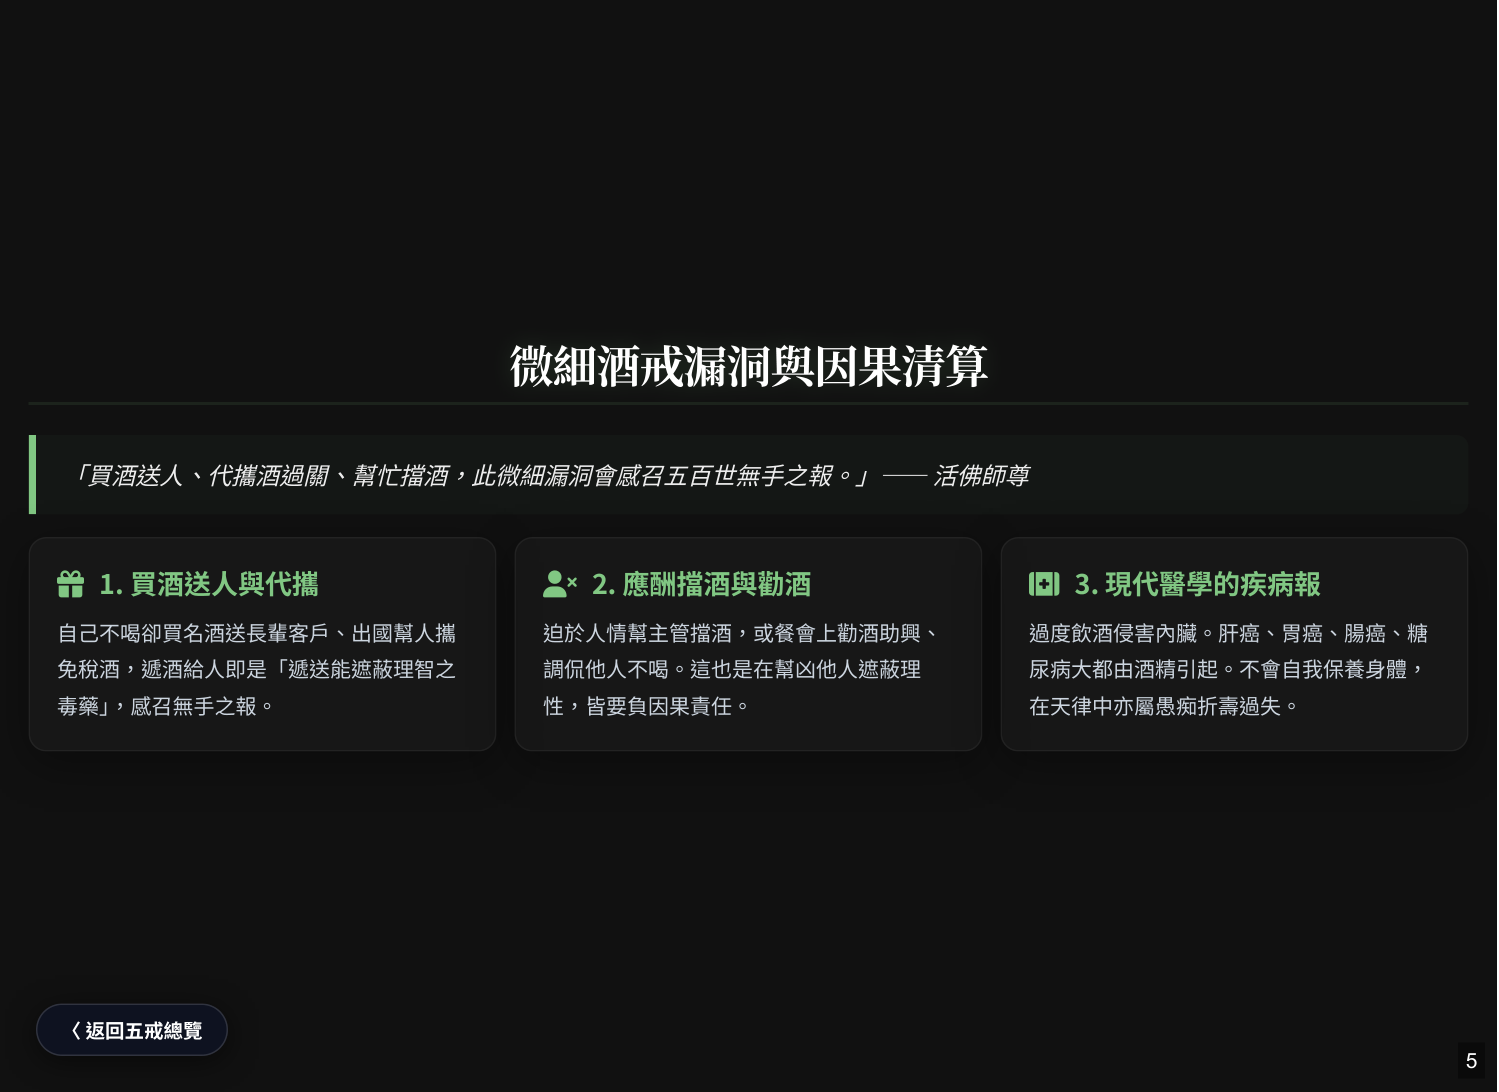 微細酒戒漏洞與因果清算
「買酒送人、代攜酒過關、幫忙擋酒，此微細漏洞會感召五百世無手之報。」—— 活佛師尊
1. 買酒送人與代攜
自己不喝卻買名酒送長輩客戶、出國幫人攜
免稅酒，遞酒給人即是「遞送能遮蔽理智之
毒藥」，感召無手之報。
2. 應酬擋酒與勸酒
迫於人情幫主管擋酒，或餐會上勸酒助興、
調侃他人不喝。這也是在幫凶他人遮蔽理
性，皆要負因果責任。
3. 現代醫學的疾病報
過度飲酒侵害內臟。肝癌、胃癌、腸癌、糖
尿病大都由酒精引起。不會自我保養身體，
在天律中亦屬愚痴折壽過失。
〈 返回五戒總覽
5